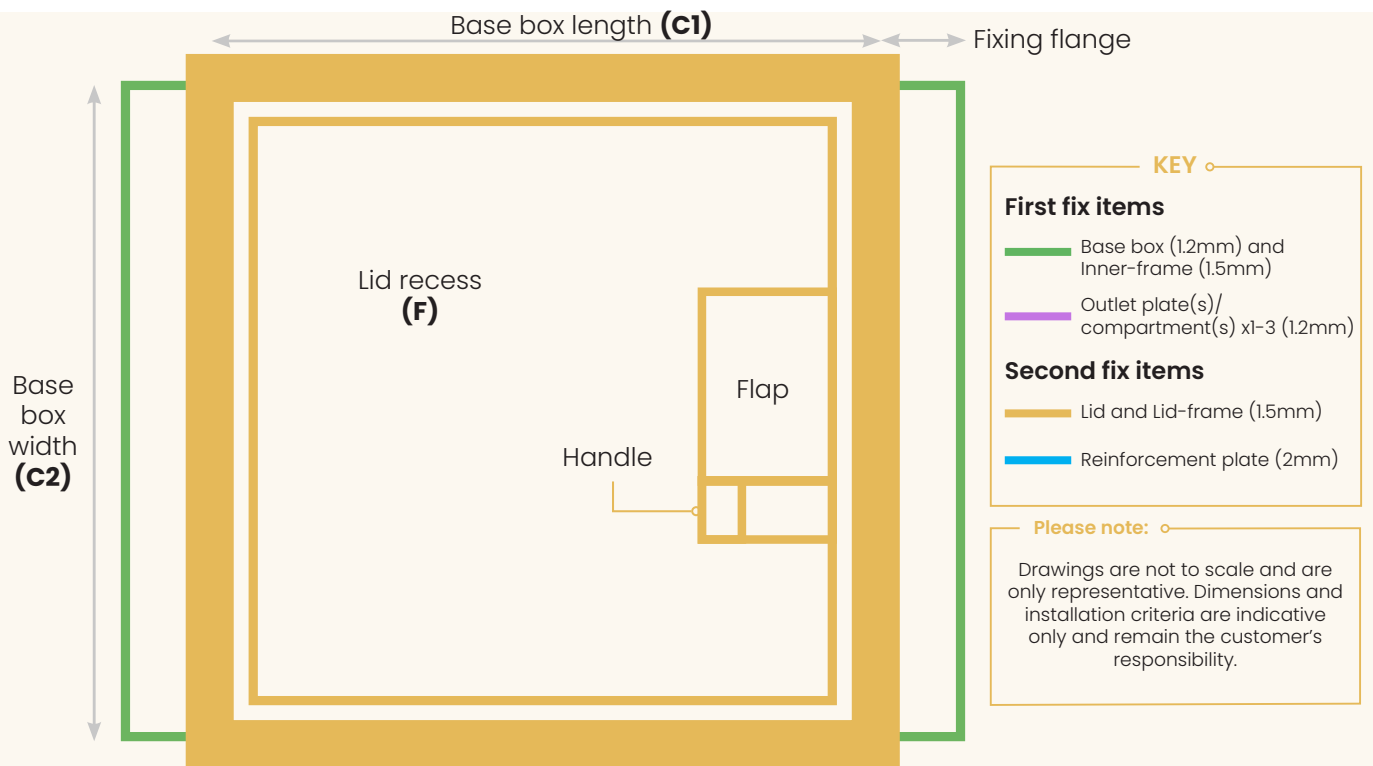 Base box length (C1)
Fixing flange
Lid recess
(F)
Base
box
width
(C2)
Flap
Handle
KEY
First fix items
Base box (1.2mm) and
Inner-frame (1.5mm)
Outlet plate(s)/
compartment(s) x1-3 (1.2mm)
Second fix items
Lid and Lid-frame (1.5mm)
Reinforcement plate (2mm)
Please note:
Drawings are not to scale and are
only representative. Dimensions and
installation criteria are indicative
only and remain the customer’s
responsibility.